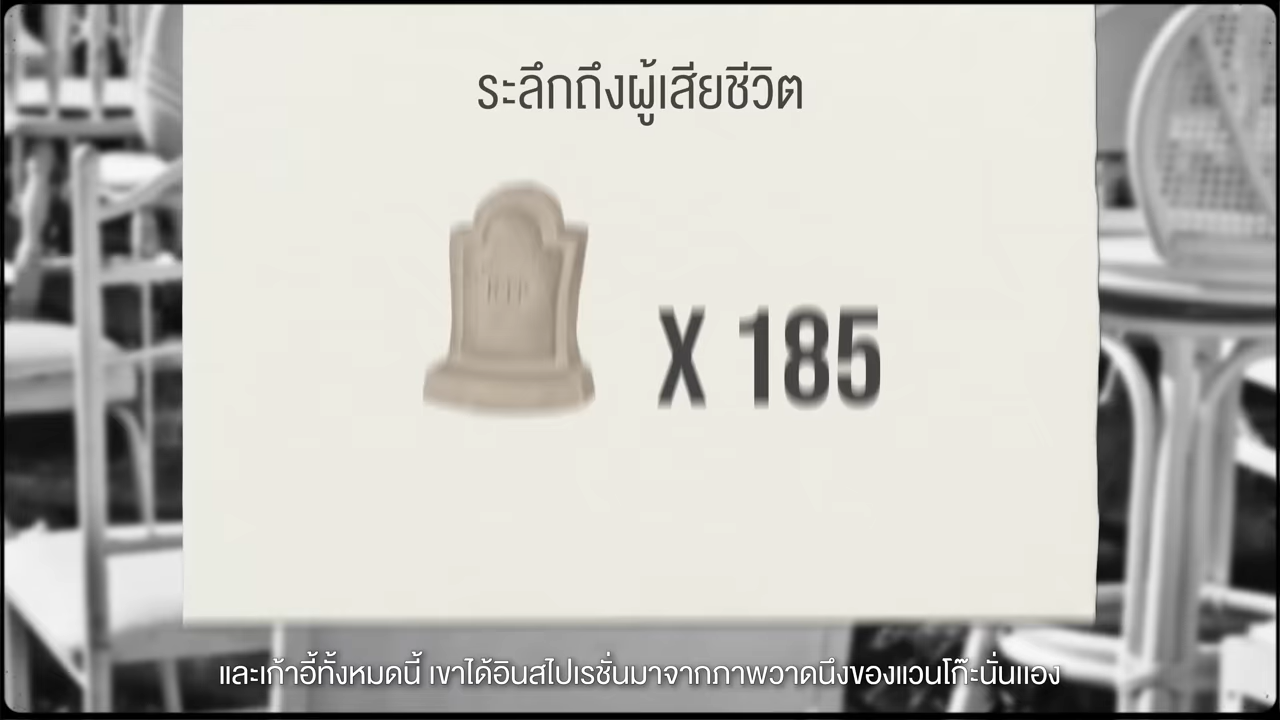 ระลึกถึงผู้เสียชีวิต
RIP
X 185
และเก้าอี้ทั้งหมดนี้ เขาได้อินสไปเรชั่นมาจากภาพวาดนึงของแวนโก๊ะนั่นเเอง